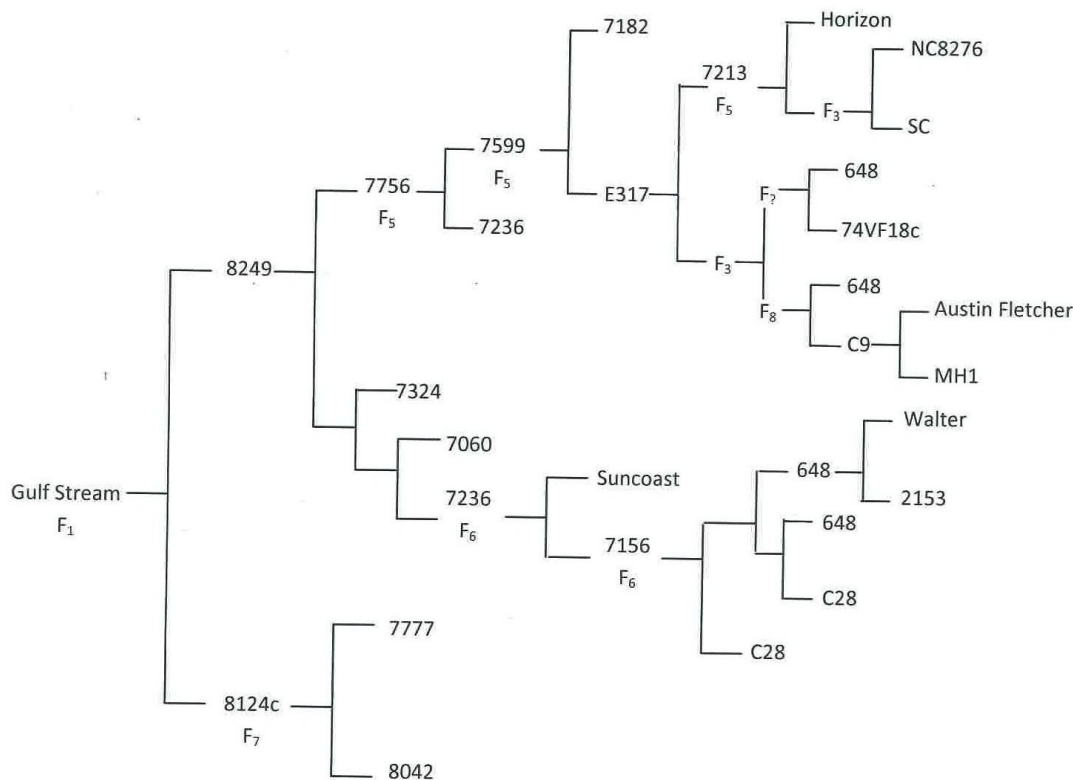 Horizon
7182
NC8276
7213
F₅
F₃
SC
7599
F₅
648
7756
F₅
E317
F?
74VF18c
7236
8249
F₃
648
F₈
Austin Fletcher
C9
MH1
7324
Walter
7060
648
Gulf Stream
F₁
7236
F₆
Suncoast
2153
648
7156
F₆
C28
7777
C28
8124c
F₇
8042